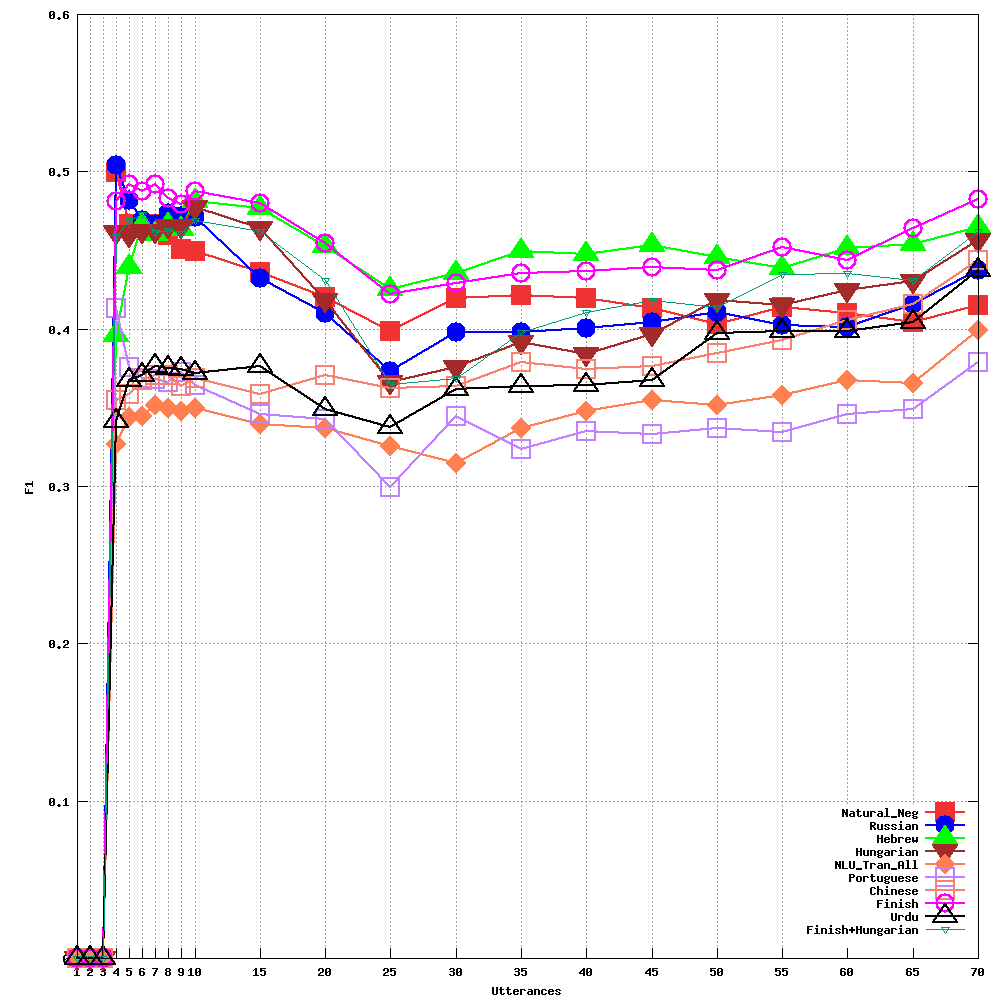 0.6
0.5
0.4
0.3
0.2
0.1
F1
1 2 3 4 5 6 7 8 9 10 15 20 25 30 35 40 45 50 55 60 65 70
Utterances
Natural_Neg
Russian
Hebrew
Hungarian
NLU_Tran_All
Portuguese
Chinese
Finish
Urdu
Finish+Hungarian